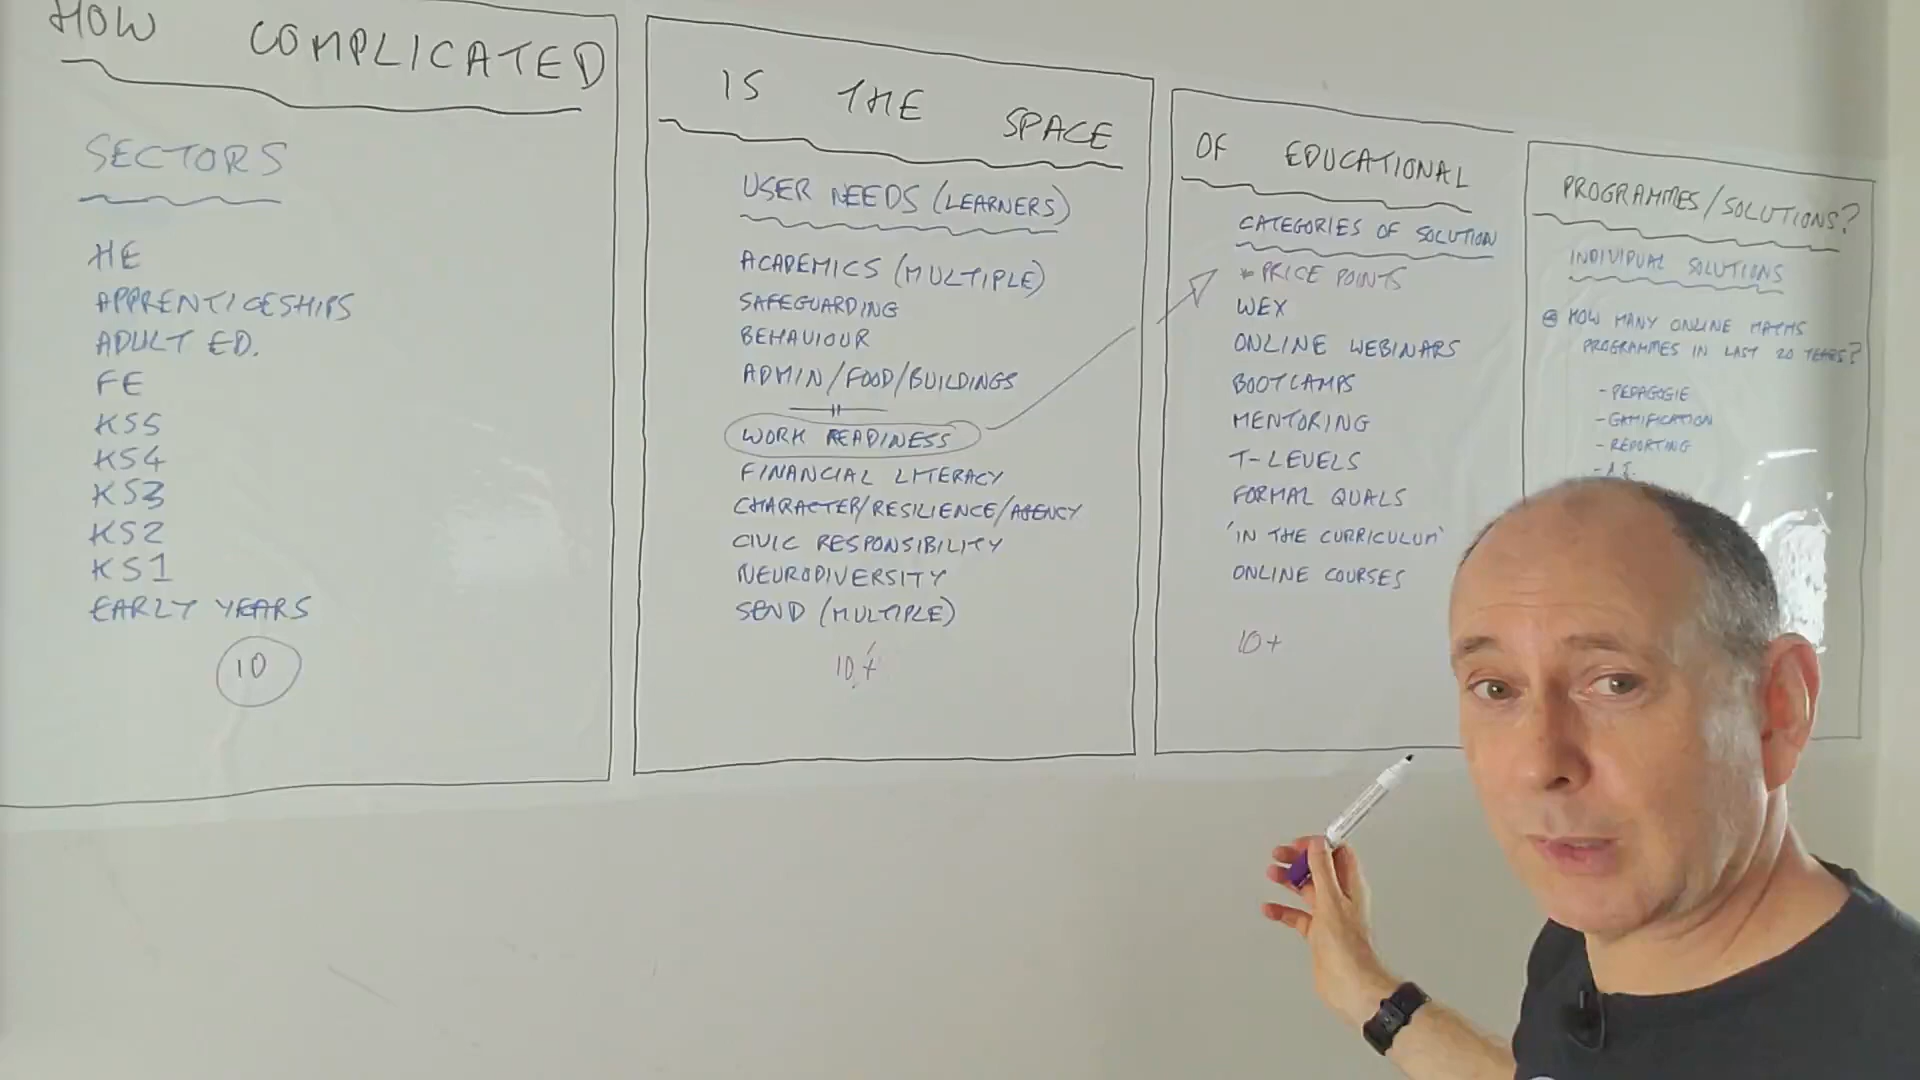 HOW COMPLICATED
SECTORS
HE
APPRENTICESHIPS
ADULT ED.
FE
KS5
KS4
KS3
KS2
KS1
EARLY YEARS
10
IS THE SPACE
USER NEEDS (LEARNERS)
ACADEMICS (MULTIPLE)
SAFEGUARDING
BEHAVIOUR
ADMIN/FOOD/BUILDINGS
WORK READINESS
FINANCIAL LITERACY
CHARACTER/RESILIENCE/AGENCY
CIVIC RESPONSIBILITY
NEURODIVERSITY
SEND (MULTIPLE)
10+
OF EDUCATIONAL
CATEGORIES OF SOLUTION
* PRICE POINTS
WEX
ONLINE WEBINARS
BOOTCAMPS
MENTORING
T-LEVELS
FORMAL QUALS
'IN THE CURRICULUM'
ONLINE COURSES
10+
PROGRAMMES/SOLUTIONS?
INDIVIDUAL SOLUTIONS
HOW MANY ONLINE MATHS
PROGRAMMES IN LAST 20 YEARS?
- PEDAGOGIE
- GAMIFICATION
- REPORTING
- A.I.